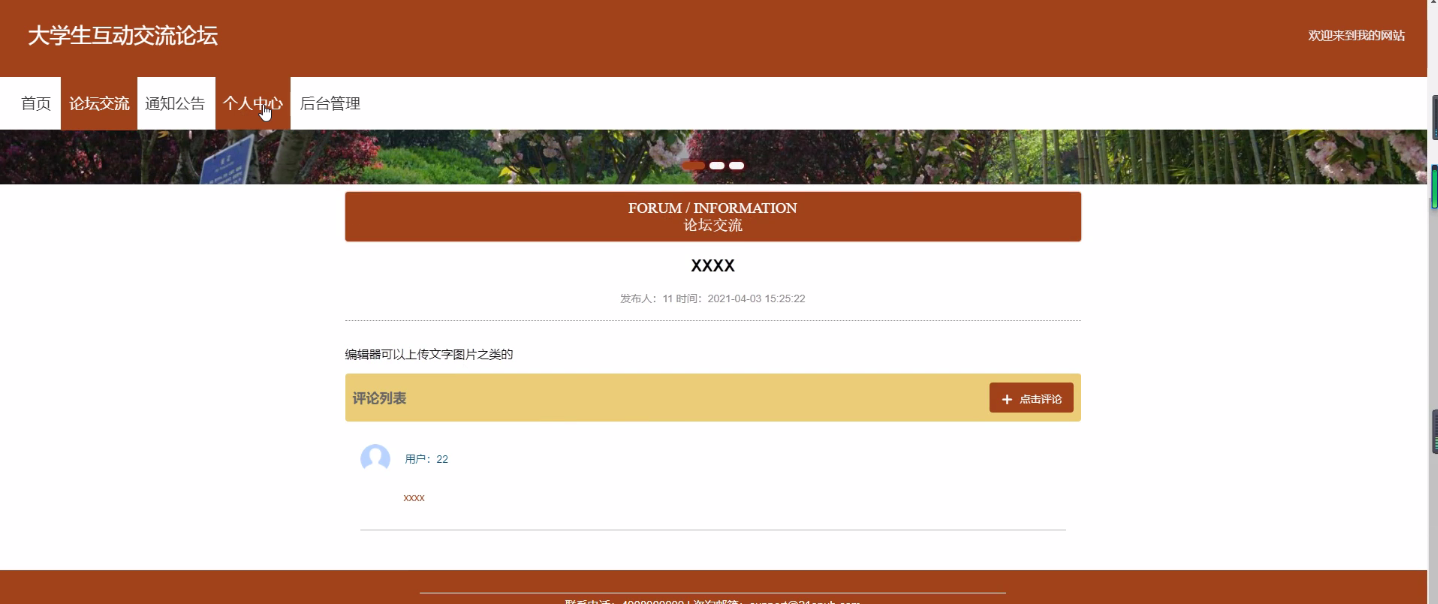 大学生互动交流论坛
欢迎来到我的网站
首页 论坛交流 通知公告 个人中心 后台管理
FORUM / INFORMATION
论坛交流
XXXX
发布人：11 时间：2021-04-03 15:25:22
编辑器可以上传文字图片之类的
评论列表
+ 点击评论
用户：22
xxxx